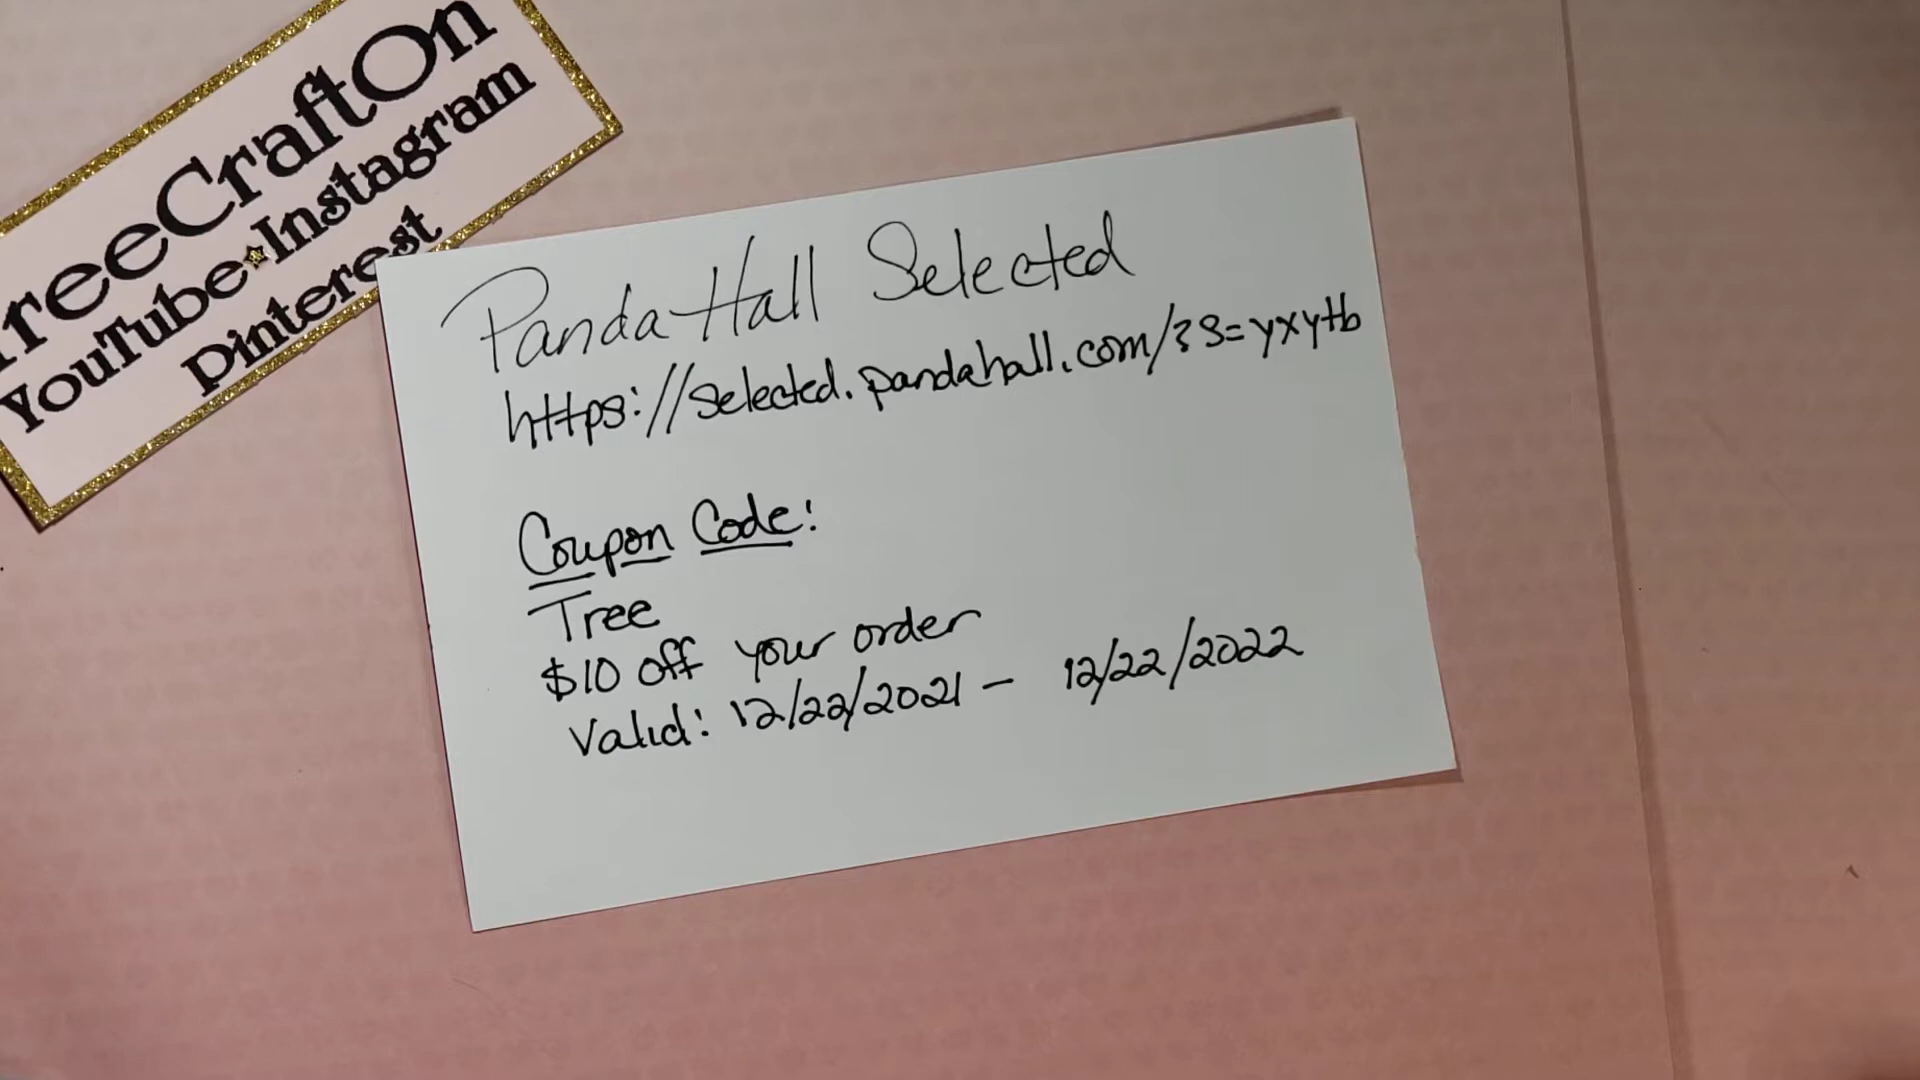 reeCraftOn
YouTube Instagram
Pinterest
PandaHall Selected
https://selected.pandahall.com/?S=yxytb
Coupon Code:
Tree
$10 off your order
Valid: 12/22/2021 - 12/22/2022